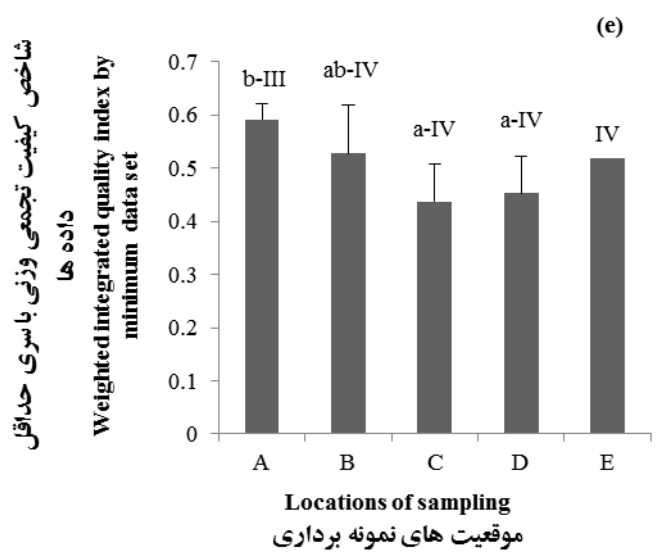 (e)
شاخص کیفیت تجمعی وزنی با سری حداقل
داده ها
Weighted integrated quality index by
minimum data set
0.7
0.6
0.5
0.4
0.3
0.2
0.1
0
b-III
ab-IV
a-IV
a-IV
IV
A B C D E
Locations of sampling
موقعیت های نمونه برداری